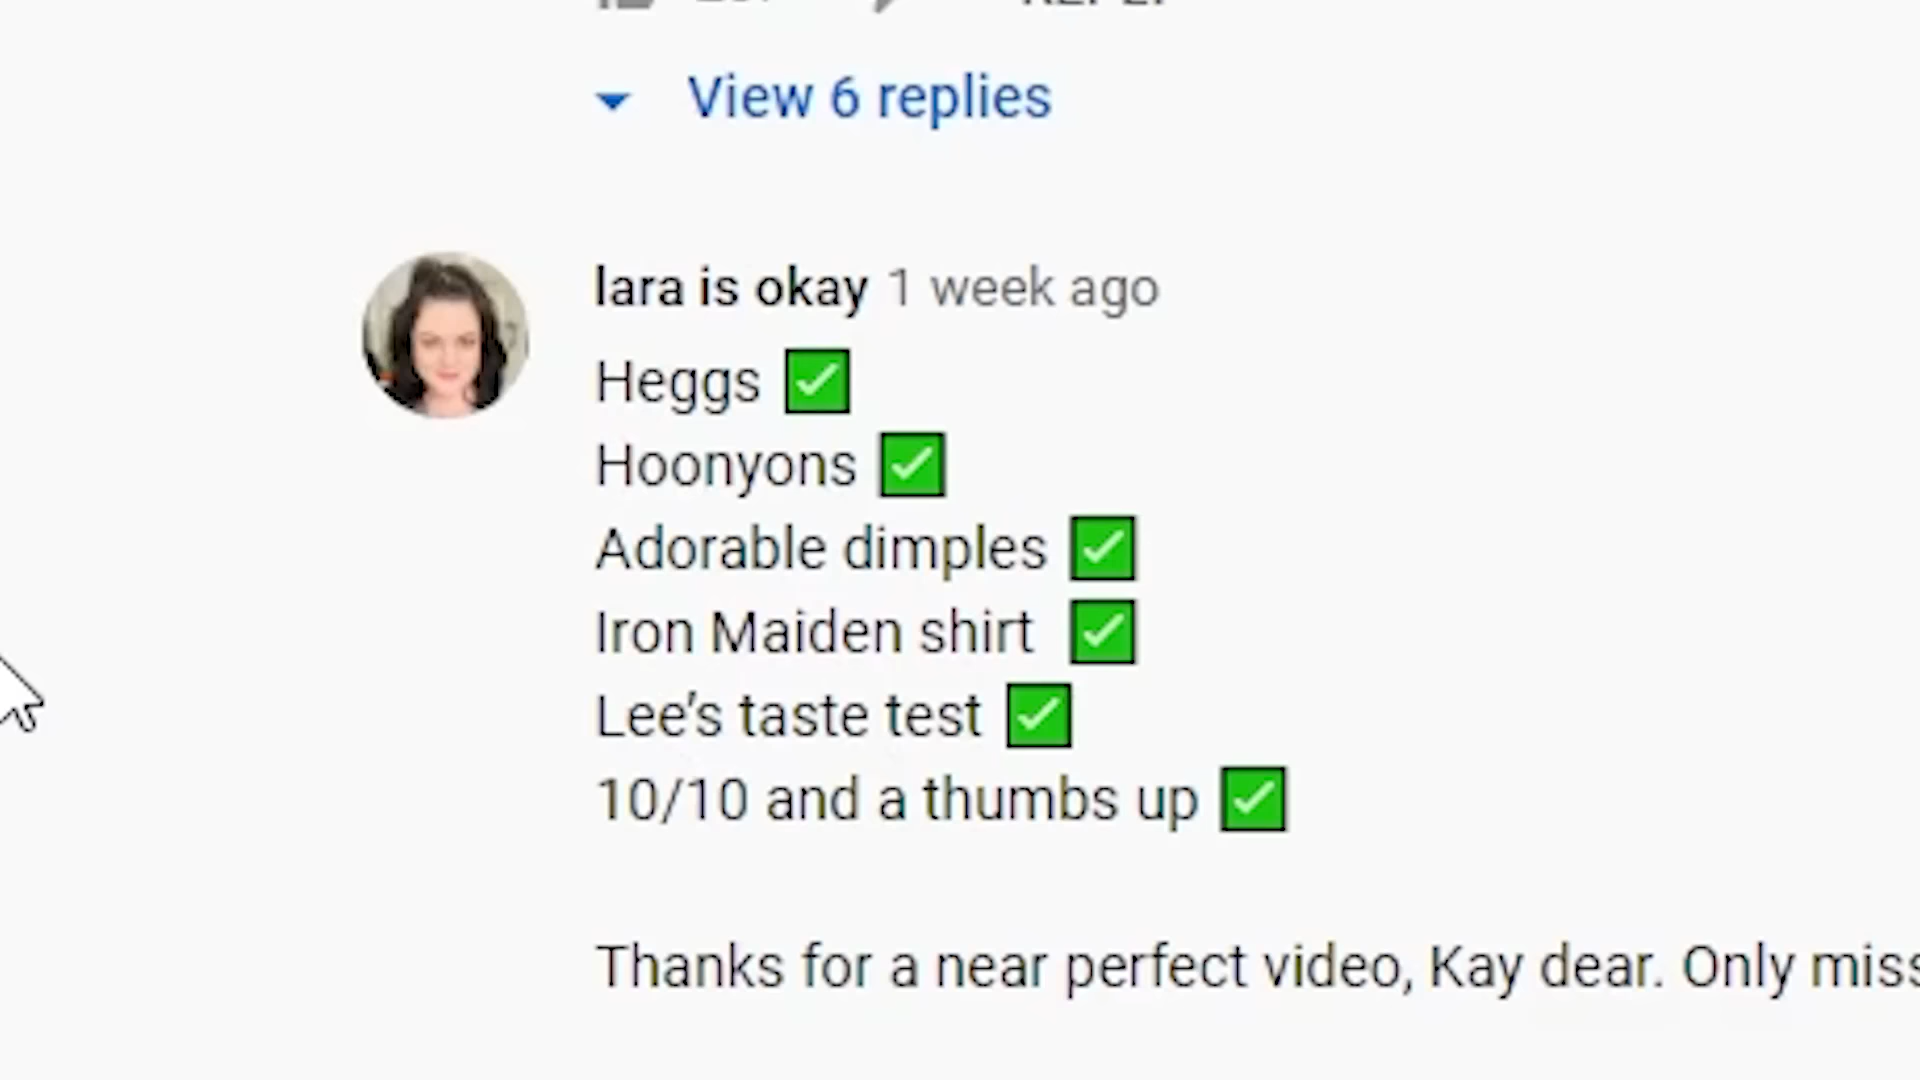 View 6 replies
lara is okay 1 week ago
Heggs ✅
Hoonyons ✅
Adorable dimples ✅
Iron Maiden shirt ✅
Lee’s taste test ✅
10/10 and a thumbs up ✅
Thanks for a near perfect video, Kay dear. Only miss